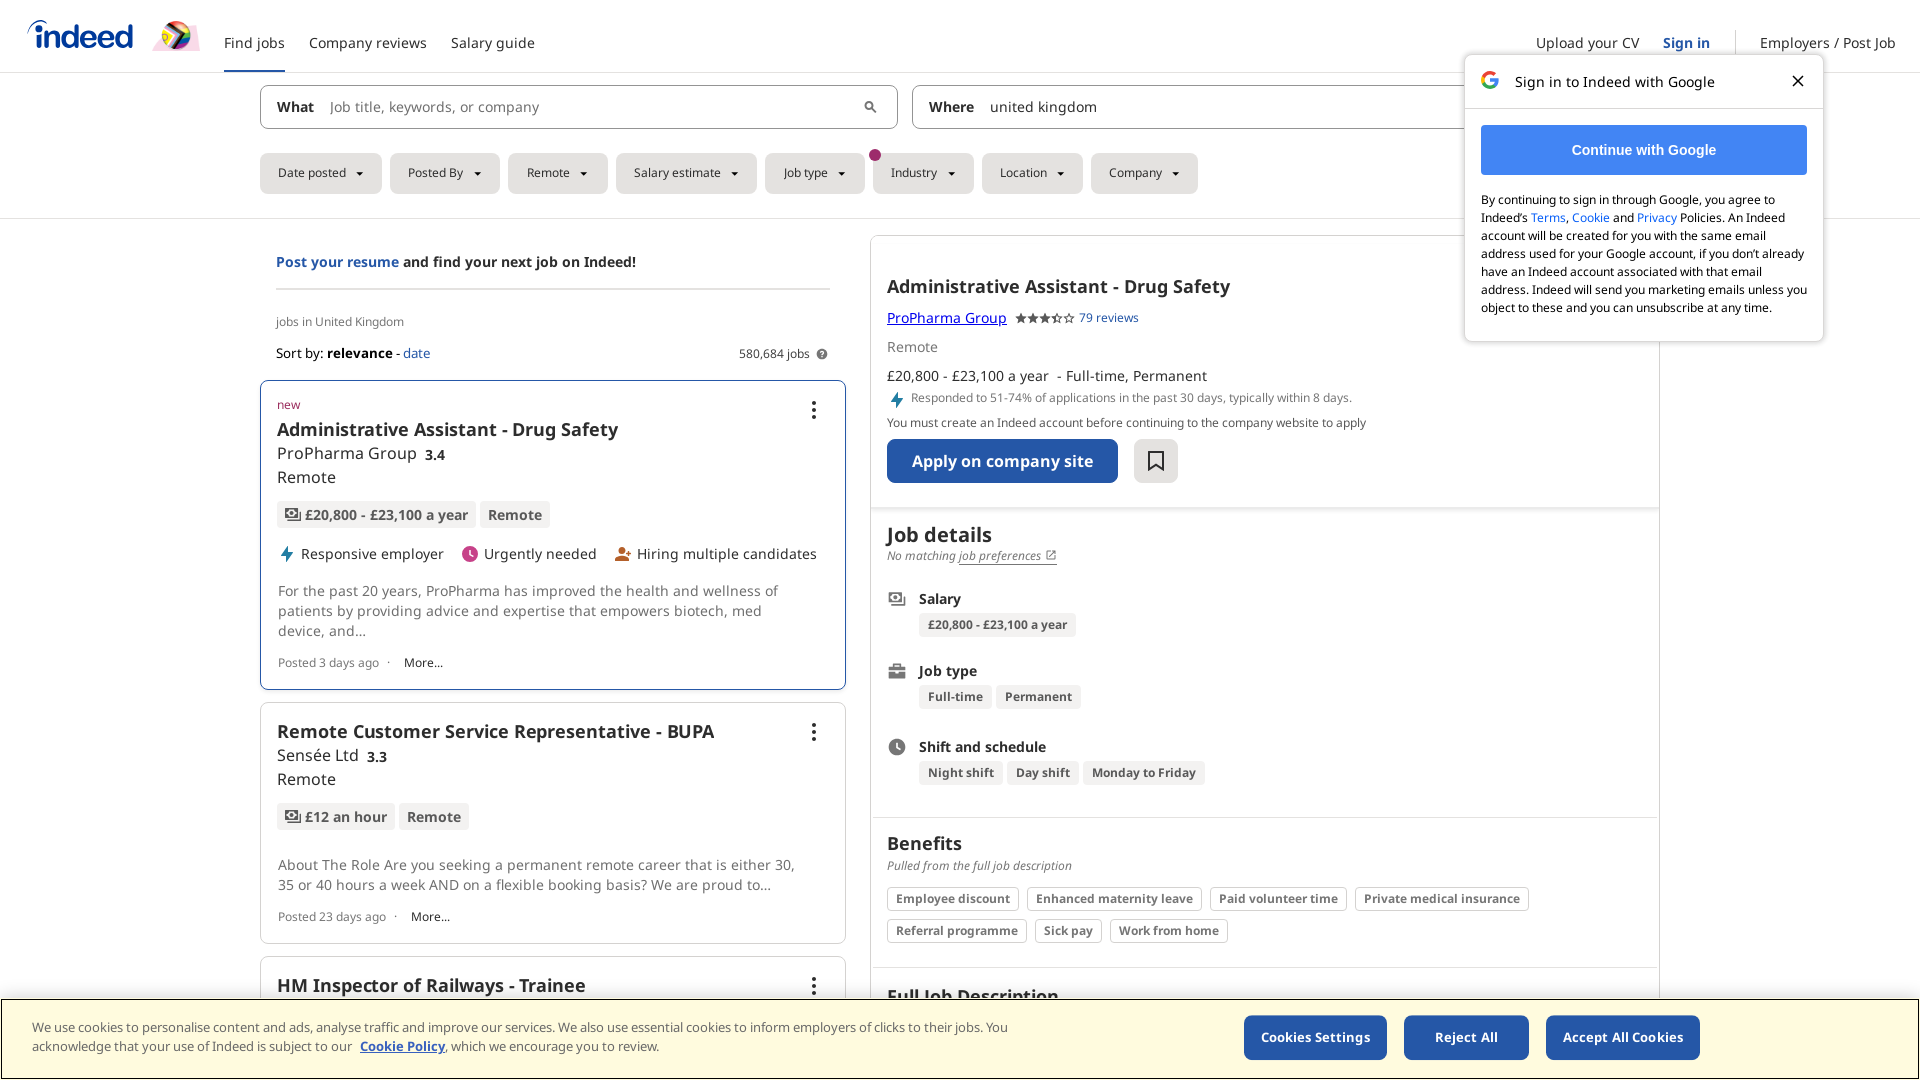 indeed
Find jobs
Company reviews
Salary guide
Upload your CV
Sign in
Employers / Post Job
What Job title, keywords, or company
Where united kingdom
Date posted
Posted By
Remote
Salary estimate
Job type
Industry
Location
Company
Sign in to Indeed with Google
Continue with Google
By continuing to sign in through Google, you agree to
Indeed’s Terms, Cookie and Privacy Policies. An Indeed
account will be created for you with the same email
address used for your Google account, if you don’t already
have an Indeed account associated with that email
address. Indeed will send you marketing emails unless you
object to these and you can unsubscribe at any time.
Post your resume and find your next job on Indeed!
jobs in United Kingdom
Sort by: relevance - date
580,684 jobs
new
Administrative Assistant - Drug Safety
ProPharma Group 3.4
Remote
£20,800 - £23,100 a year
Remote
Responsive employer
Urgently needed
Hiring multiple candidates
For the past 20 years, ProPharma has improved the health and wellness of
patients by providing advice and expertise that empowers biotech, med
device, and…
Posted 3 days ago · More...
Remote Customer Service Representative - BUPA
Sensée Ltd 3.3
Remote
£12 an hour
Remote
About The Role Are you seeking a permanent remote career that is either 30,
35 or 40 hours a week AND on a flexible booking basis? We are proud to…
Posted 23 days ago · More...
HM Inspector of Railways - Trainee
Administrative Assistant - Drug Safety
ProPharma Group
79 reviews
Remote
£20,800 - £23,100 a year - Full-time, Permanent
Responded to 51-74% of applications in the past 30 days, typically within 8 days.
You must create an Indeed account before continuing to the company website to apply
Apply on company site
Job details
No matching job preferences
Salary
£20,800 - £23,100 a year
Job type
Full-time
Permanent
Shift and schedule
Night shift
Day shift
Monday to Friday
Benefits
Pulled from the full job description
Employee discount
Enhanced maternity leave
Paid volunteer time
Private medical insurance
Referral programme
Sick pay
Work from home
Full Job Description
We use cookies to personalise content and ads, analyse traffic and improve our services. We also use essential cookies to inform employers of clicks to their jobs. You
acknowledge that your use of Indeed is subject to our Cookie Policy, which we encourage you to review.
Cookies Settings
Reject All
Accept All Cookies